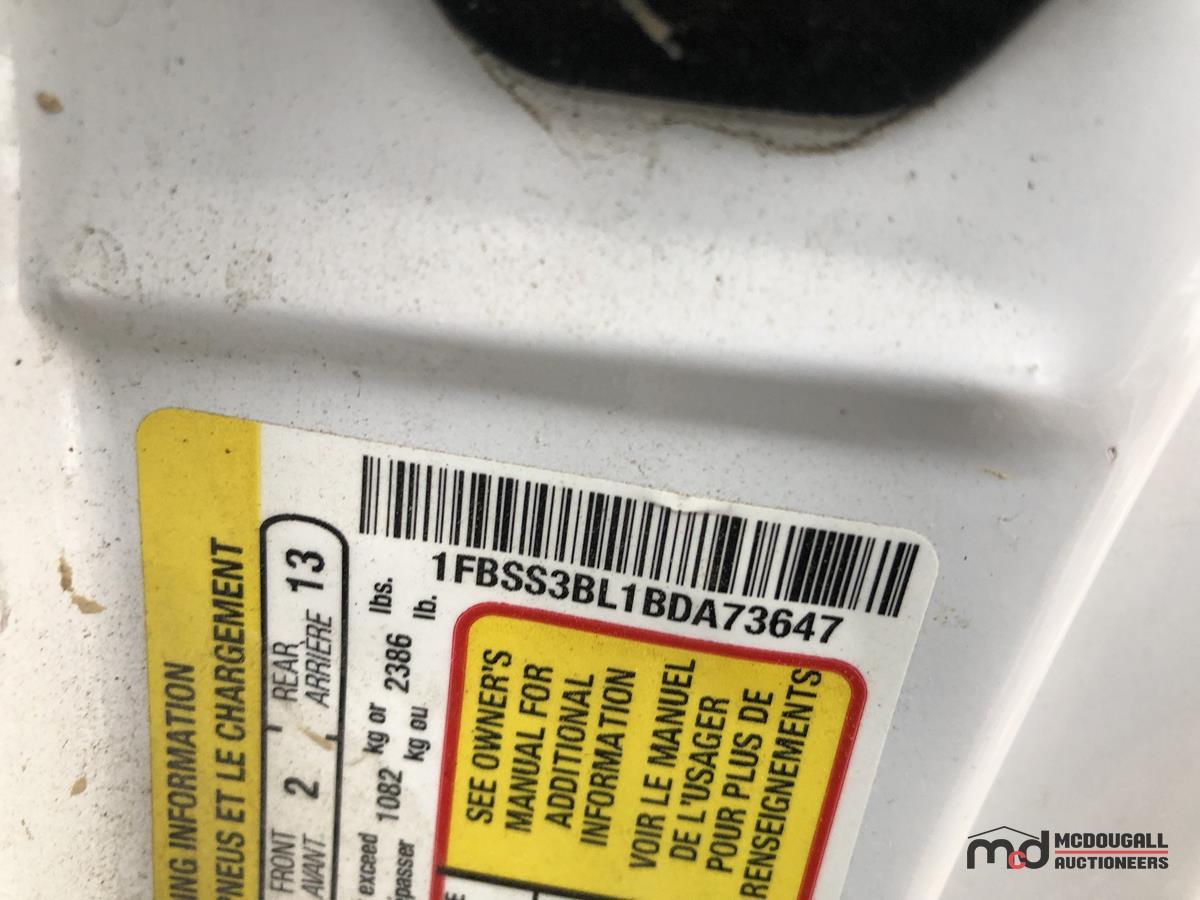 ING INFORMATION
PNEUS ET LE CHARGEMENT
FRONT 2 REAR 13
AVANT ARRIÈRE
exceed 1082 kg or 2386 lbs.
kg ou lb.
1FBSS3BL1BDA73647
SEE OWNER'S
MANUAL FOR
ADDITIONAL
INFORMATION
VOIR LE MANUEL
DE L'USAGER
POUR PLUS DE
RENSEIGNEMENTS
mcd MCDOUGALL
AUCTIONEERS